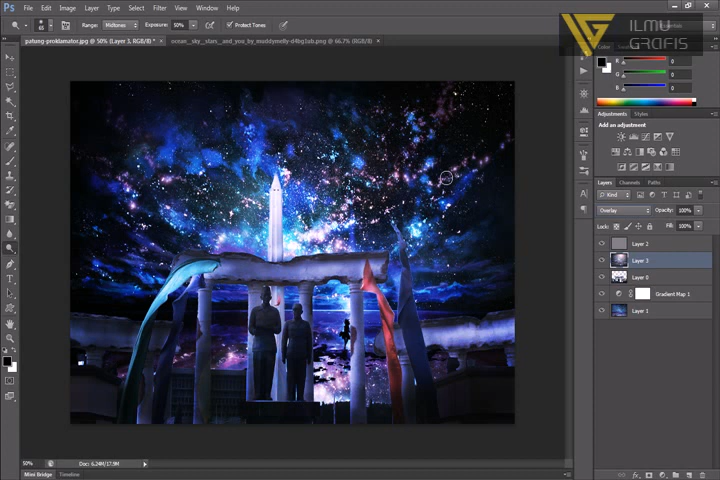 Ps File Edit Image Layer Type Select Filter View Window Help
65 Range: Midtones Exposure: 50% Protect Tones
ILMU
GRAFIS
patung-proklamator.jpg @ 50% (Layer 3, RGB/8) * ×
ocean_sky__stars__and_you_by_muddymelly-d4bg1ub.png @ 66.7% (RGB/8) ×
Color
R 0
G 0
B 0
Adjustments Styles
Add an adjustment
Layers Channels Paths
Kind
Overlay Opacity: 100%
Lock: Fill: 100%
Layer 2
Layer 3
Layer 0
Gradient Map 1
Layer 1
50% Doc: 6.24M/17.9M
Mini Bridge Timeline